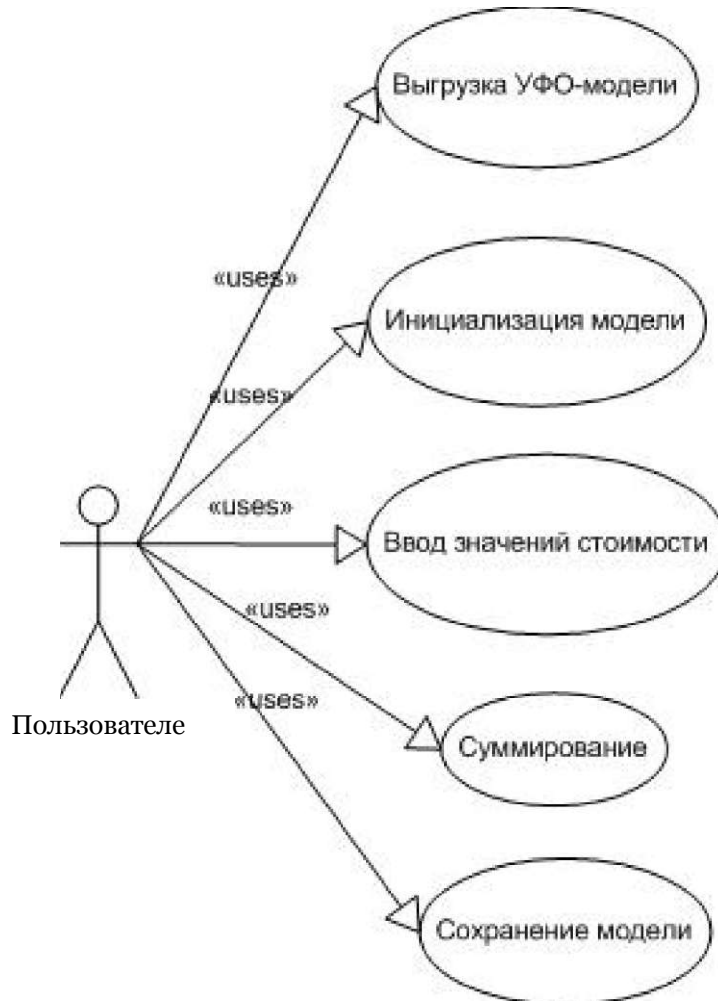 Выгрузка УФО-модели
«uses»
Инициализация модели
«uses»
«uses»
Ввод значений стоимости
«uses»
«uses»
Пользователе
Суммирование
Сохранение модели